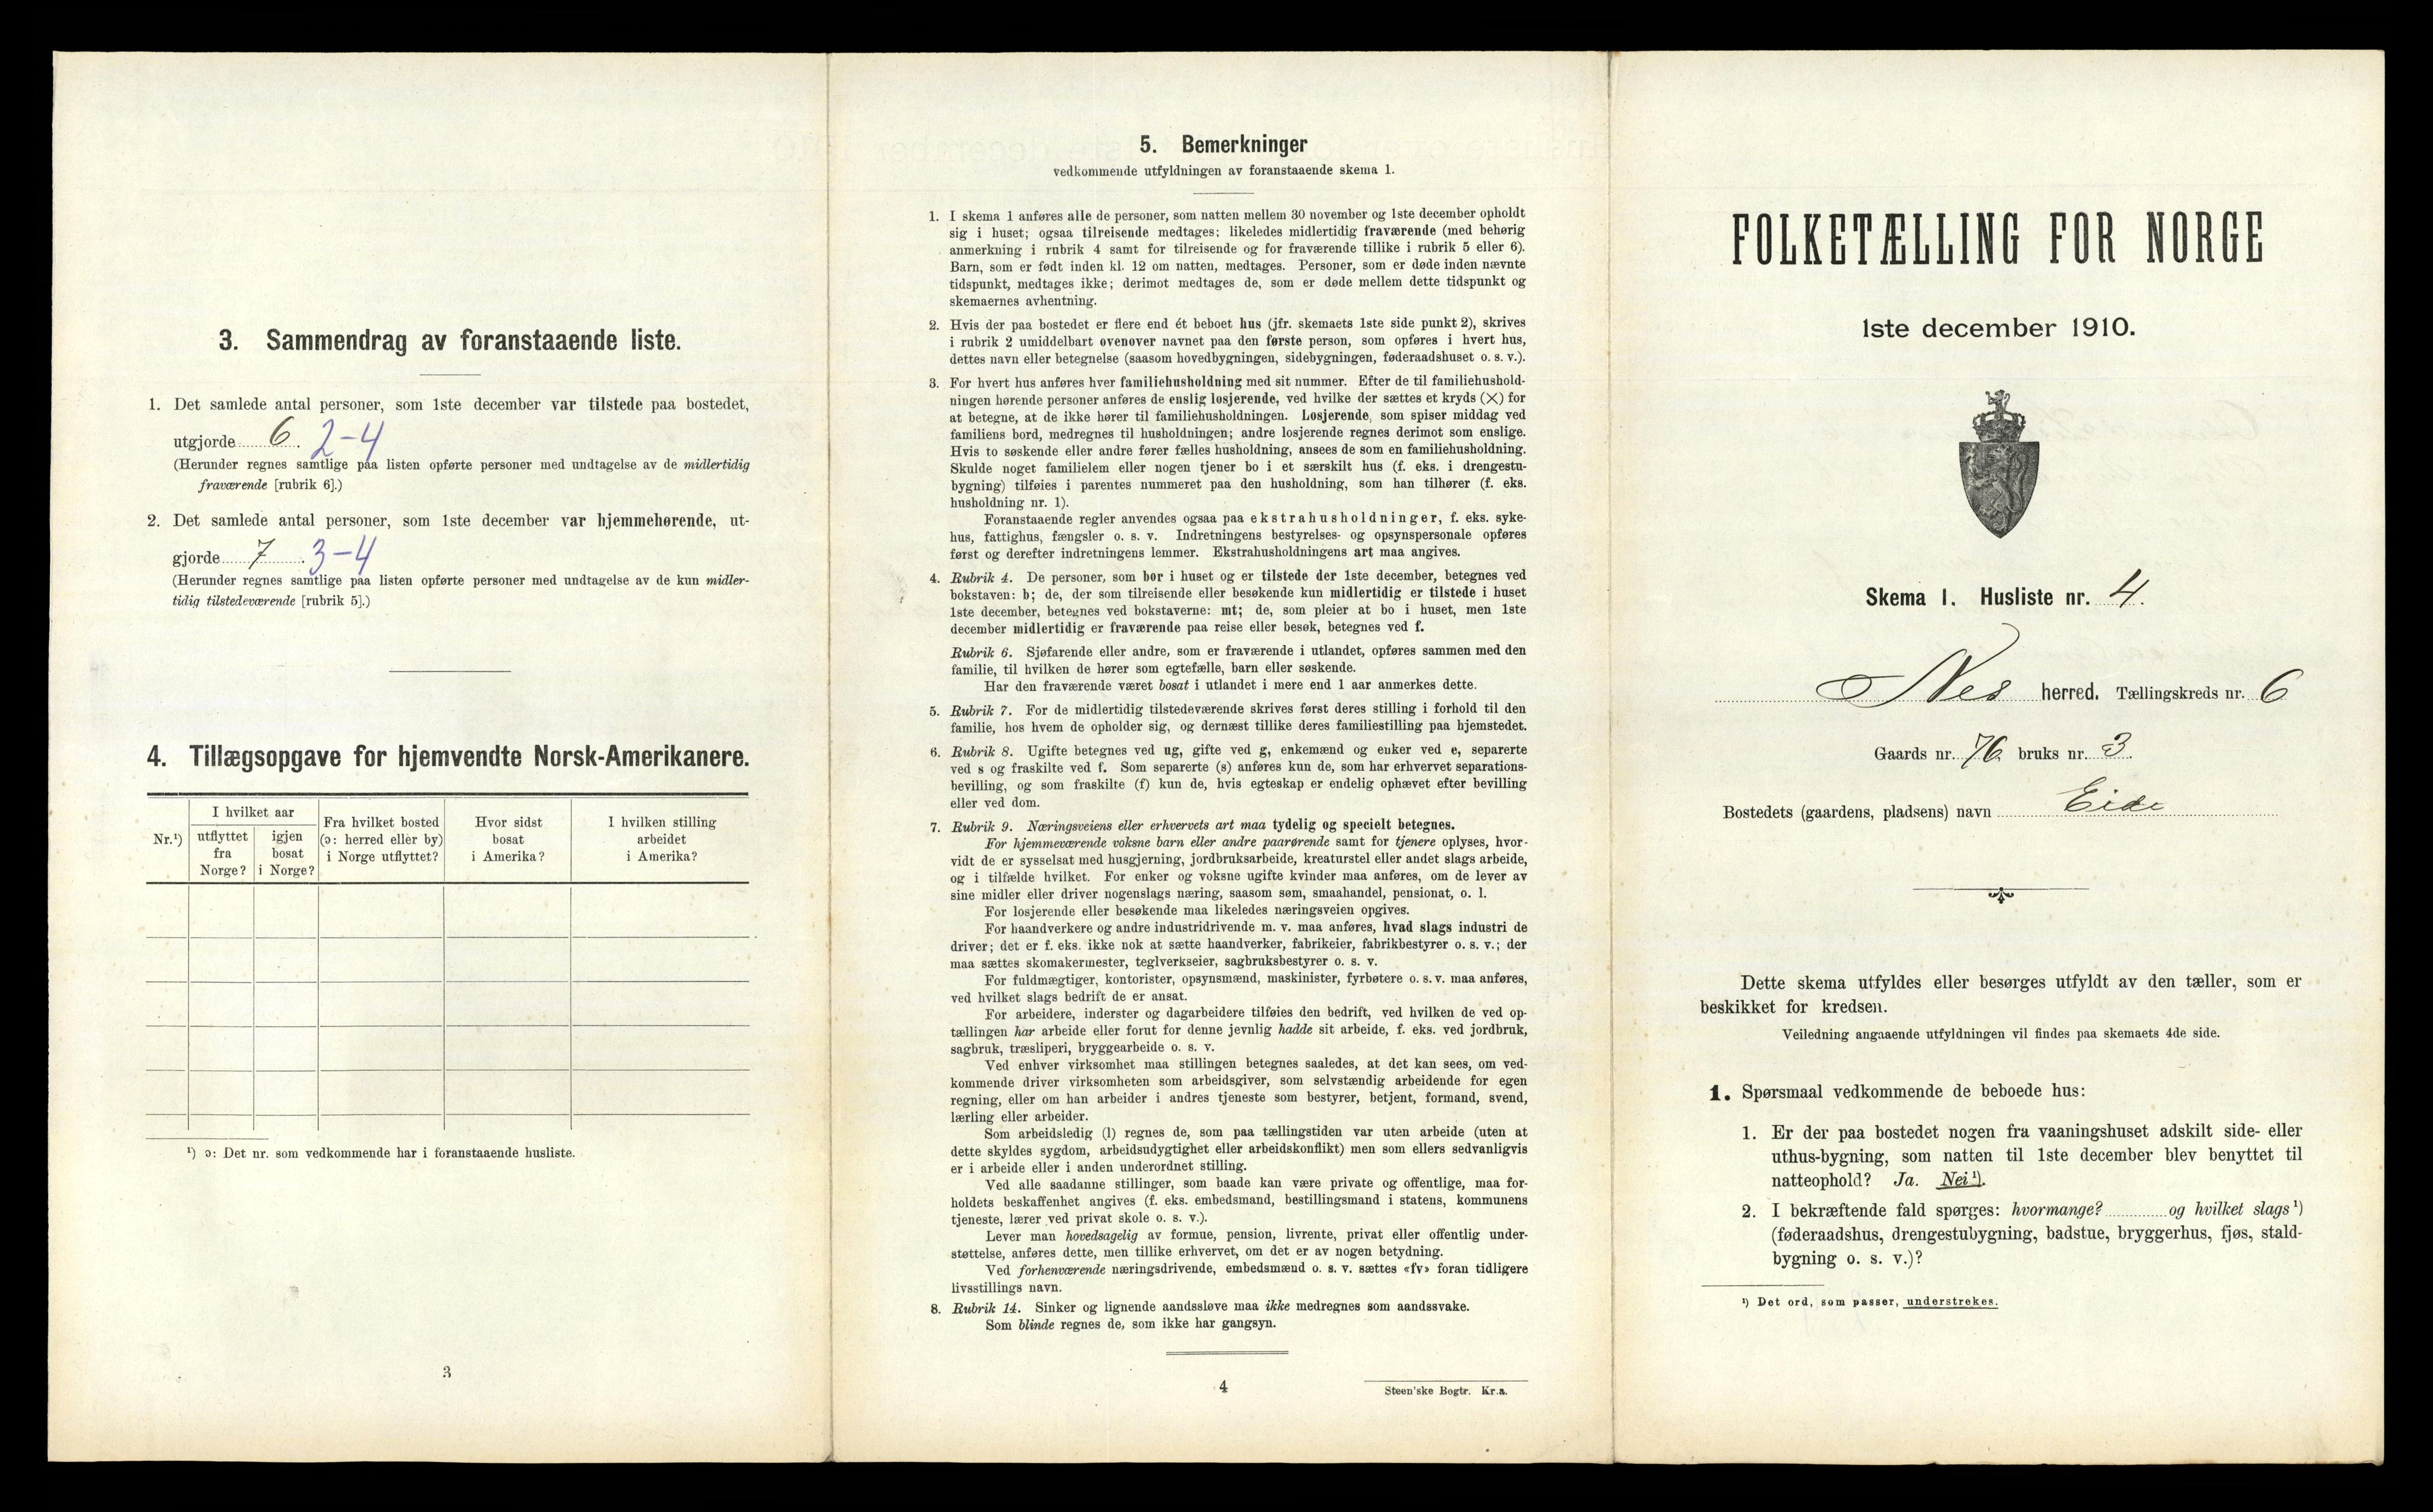 3. Sammendrag av foranstaaende liste.
1. Det samlede antal personer, som 1ste december var tilstede paa bostedet,
utgjorde 6. 2-4
(Herunder regnes samtlige paa listen opførte personer med undtagelse av de midlertidig
fraværende [rubrik 6].)
2. Det samlede antal personer, som 1ste december var hjemmehørende, ut-
gjorde 7. 3-4
(Herunder regnes samtlige paa listen opførte personer med undtagelse av de kun midler-
tidig tilstedeværende [rubrik 5].)
4. Tillægsopgave for hjemvendte Norsk-Amerikanere.
Nr.¹)
I hvilket aar
utflyttet
fra
Norge?
igjen
bosat
i Norge?
Fra hvilket bosted
(ɔ: herred eller by)
i Norge utflyttet?
Hvor sidst
bosat
i Amerika?
I hvilken stilling
arbeidet
i Amerika?
¹) ɔ: Det nr. som vedkommende har i foranstaaende husliste.
3
5. Bemerkninger
vedkommende utfyldningen av foranstaaende skema 1.
1. I skema 1 anføres alle de personer, som natten mellem 30 november og 1ste december opholdt
sig i huset; ogsaa tilreisende medtages; likeledes midlertidig fraværende (med behørig
anmerkning i rubrik 4 samt for tilreisende og for fraværende tillike i rubrik 5 eller 6).
Barn, som er født inden kl. 12 om natten, medtages. Personer, som er døde inden nævnte
tidspunkt, medtages ikke; derimot medtages de, som er døde mellem dette tidspunkt og
skemaernes avhentning.
2. Hvis der paa bostedet er flere end ét beboet hus (jfr. skemaets 1ste side punkt 2), skrives
i rubrik 2 umiddelbart ovenover navnet paa den første person, som opføres i hvert hus,
dettes navn eller betegnelse (saasom hovedbygningen, sidebygningen, føderaadshuset o. s. v.).
3. For hvert hus anføres hver familiehusholdning med sit nummer. Efter de til familiehushold-
ningen hørende personer anføres de enslig losjerende, ved hvilke der sættes et kryds (×) for
at betegne, at de ikke hører til familiehusholdningen. Losjerende, som spiser middag ved
familiens bord, medregnes til husholdningen; andre losjerende regnes derimot som enslige.
Hvis to søskende eller andre fører fælles husholdning, ansees de som en familiehusholdning.
Skulde noget familielem eller nogen tjener bo i et særskilt hus (f. eks. i drengestu-
bygning) tilføies i parentes nummeret paa den husholdning, som han tilhører (f. eks.
husholdning nr. 1).
Foranstaaende regler anvendes ogsaa paa ekstrahusholdninger, f. eks. syke-
hus, fattighus, fængsler o. s. v. Indretningens bestyrelses- og opsynspersonale opføres
først og derefter indretningens lemmer. Ekstrahusholdningens art maa angives.
4. Rubrik 4. De personer, som bor i huset og er tilstede der 1ste december, betegnes ved
bokstaven: b; de, der som tilreisende eller besøkende kun midlertidig er tilstede i huset
1ste december, betegnes ved bokstaverne: mt; de, som pleier at bo i huset, men 1ste
december midlertidig er fraværende paa reise eller besøk, betegnes ved f.
Rubrik 6. Sjøfarende eller andre, som er fraværende i utlandet, opføres sammen med den
familie, til hvilken de hører som egtefælle, barn eller søskende.
Har den fraværende været bosat i utlandet i mere end 1 aar anmerkes dette.
5. Rubrik 7. For de midlertidig tilstedeværende skrives først deres stilling i forhold til den
familie, hos hvem de opholder sig, og dernæst tillike deres familiestilling paa hjemstedet.
6. Rubrik 8. Ugifte betegnes ved ug, gifte ved g, enkemænd og enker ved e, separerte
ved s og fraskilte ved f. Som separerte (s) anføres kun de, som har erhvervet separations-
bevilling, og som fraskilte (f) kun de, hvis egteskap er endelig ophævet efter bevilling
eller ved dom.
7. Rubrik 9. Næringsveiens eller erhvervets art maa tydelig og specielt betegnes.
For hjemmeværende voksne barn eller andre paarørende samt for tjenere oplyses, hvor-
vidt de er sysselsat med husgjerning, jordbruksarbeide, kreaturstel eller andet slags arbeide,
og i tilfælde hvilket. For enker og voksne ugifte kvinder maa anføres, om de lever av
sine midler eller driver nogenslags næring, saasom søm, smaahandel, pensionat, o. l.
For losjerende eller besøkende maa likeledes næringsveien opgives.
For haandverkere og andre industridrivende m. v. maa anføres, hvad slags industri de
driver; det er f. eks. ikke nok at sætte haandverker, fabrikeier, fabrikbestyrer o. s. v.; der
maa sættes skomakermester, teglverkseier, sagbruksbestyrer o. s. v.
For fuldmægtiger, kontorister, opsynsmænd, maskinister, fyrbøtere o. s. v. maa anføres,
ved hvilket slags bedrift de er ansat.
For arbeidere, inderster og dagarbeidere tilføies den bedrift, ved hvilken de ved op-
tællingen har arbeide eller forut for denne jevnlig hadde sit arbeide, f. eks. ved jordbruk,
sagbruk, træsliperi, bryggearbeide o. s. v.
Ved enhver virksomhet maa stillingen betegnes saaledes, at det kan sees, om ved-
kommende driver virksomheten som arbeidsgiver, som selvstændig arbeidende for egen
regning, eller om han arbeider i andres tjeneste som bestyrer, betjent, formand, svend,
lærling eller arbeider.
Som arbeidsledig (l) regnes de, som paa tællingstiden var uten arbeide (uten at
dette skyldes sygdom, arbeidsudygtighet eller arbeidskonflikt) men som ellers sedvanligvis
er i arbeide eller i anden underordnet stilling.
Ved alle saadanne stillinger, som baade kan være private og offentlige, maa for-
holdets beskaffenhet angives (f. eks. embedsmand, bestillingsmand i statens, kommunens
tjeneste, lærer ved privat skole o. s. v.).
Lever man hovedsagelig av formue, pension, livrente, privat eller offentlig under-
støttelse, anføres dette, men tillike erhvervet, om det er av nogen betydning.
Ved forhenværende næringsdrivende, embedsmænd o. s. v. sættes «fv» foran tidligere
livsstillings navn.
8. Rubrik 14. Sinker og lignende aandssløve maa ikke medregnes som aandssvake.
Som blinde regnes de, som ikke har gangsyn.
4
Steen'ske Bogtr. Kr.a.
FOLKETÆLLING FOR NORGE
1ste december 1910.
Skema 1. Husliste nr. 4.
Nes herred. Tællingskreds nr. 6
Gaards nr. 76 bruks nr. 3.
Bostedets (gaardens, pladsens) navn Eide
Dette skema utfyldes eller besørges utfyldt av den tæller, som er
beskikket for kredsen.
Veiledning angaaende utfyldningen vil findes paa skemaets 4de side.
1. Spørsmaal vedkommende de beboede hus:
1. Er der paa bostedet nogen fra vaaningshuset adskilt side- eller
uthus-bygning, som natten til 1ste december blev benyttet til
natteophold? Ja. Nei ¹).
2. I bekræftende fald spørges: hvormange? og hvilket slags ¹)
(føderaadshus, drengestubygning, badstue, bryggerhus, fjøs, stald-
bygning o. s. v.)?
¹) Det ord, som passer, understrekes.